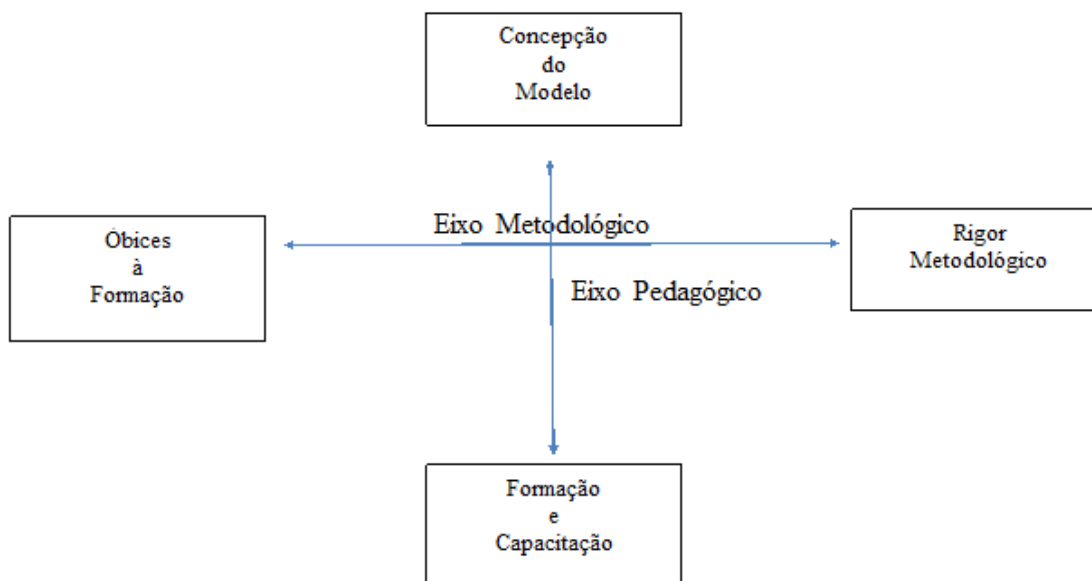 Concepção
do
Modelo
Eixo Metodológico
Óbices
à
Formação
Rigor
Metodológico
Eixo Pedagógico
Formação
e
Capacitação